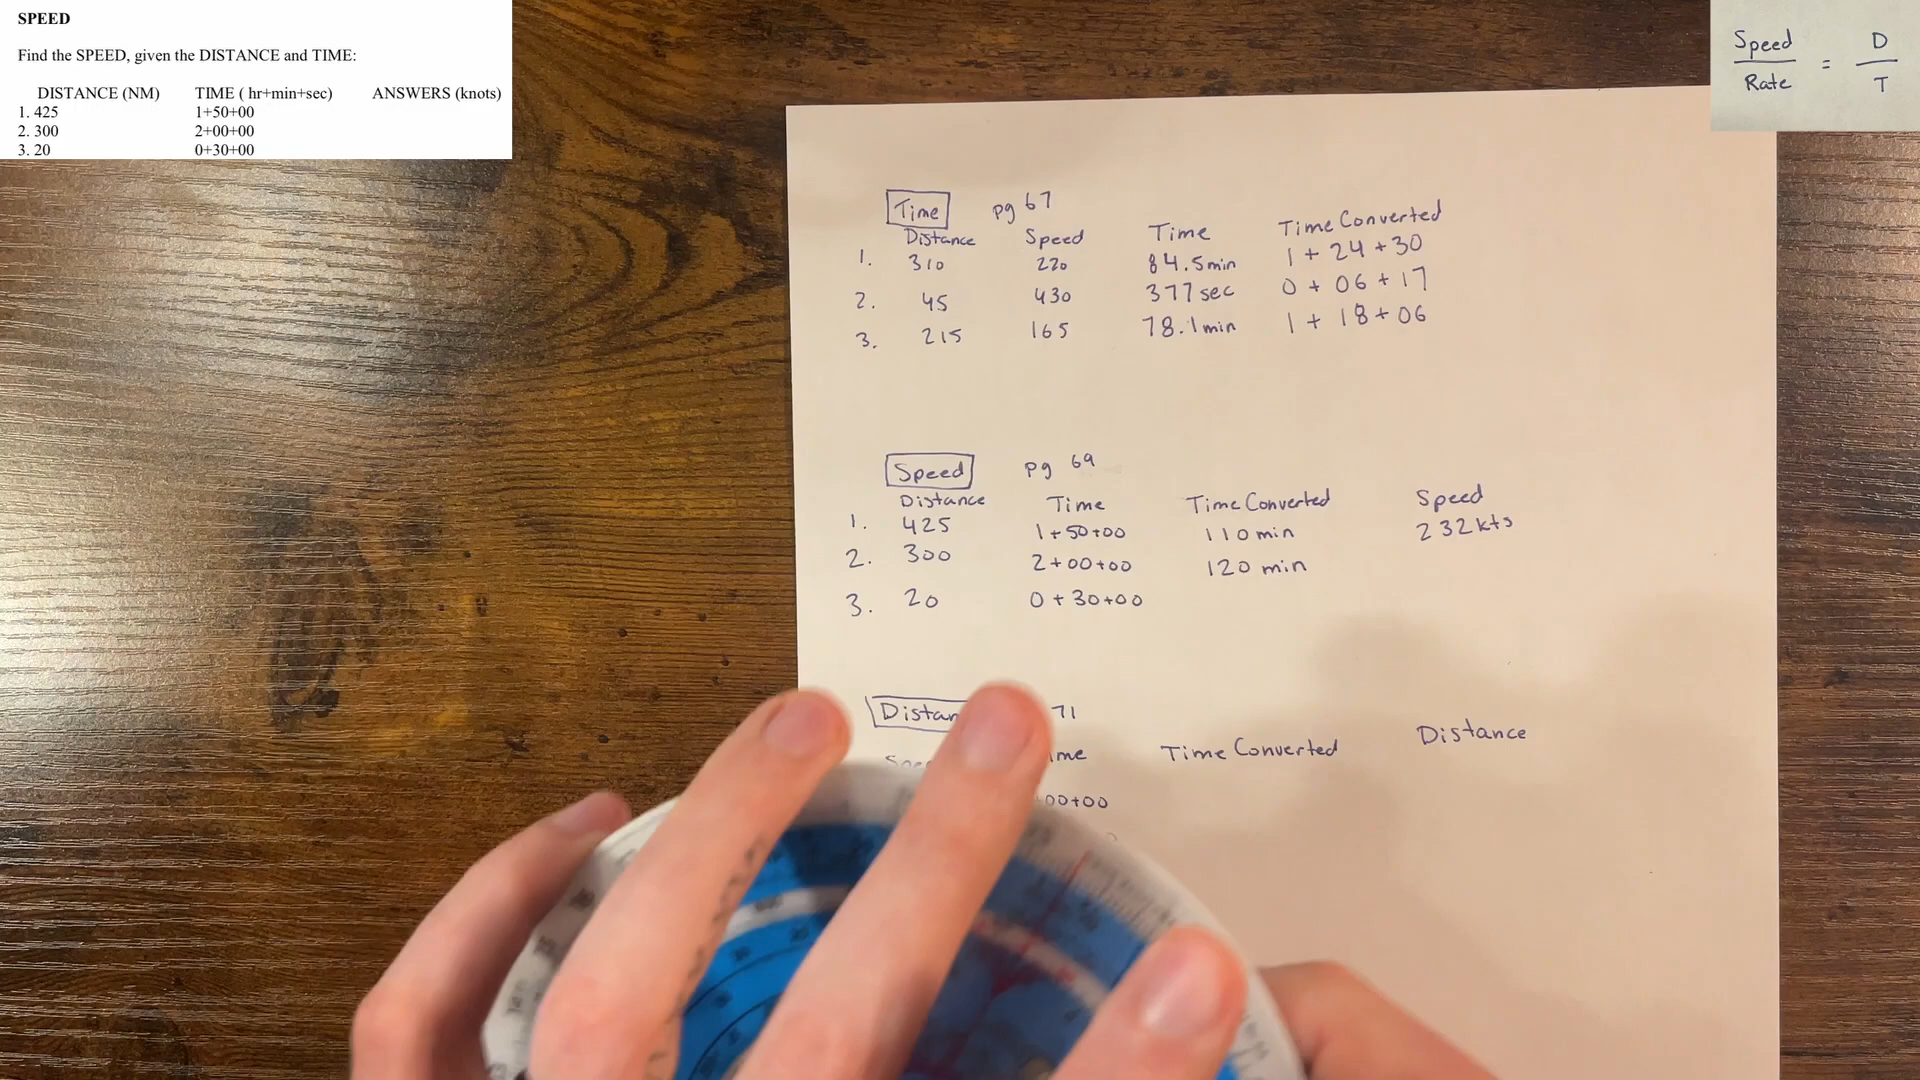 SPEED
Find the SPEED, given the DISTANCE and TIME:
DISTANCE (NM) TIME ( hr+min+sec) ANSWERS (knots)
1. 425 1+50+00
2. 300 2+00+00
3. 20 0+30+00
Speed / Rate = D / T
Time pg 67
Distance Speed Time Time Converted
1. 310 220 84.5min 1 + 24 + 30
2. 45 430 377sec 0 + 06 + 17
3. 215 165 78.1min 1 + 18 + 06
Speed pg 69
Distance Time Time Converted Speed
1. 425 1+50+00 110 min 232kts
2. 300 2+00+00 120 min
3. 20 0 + 30+00
71
Time Converted Distance
00+00